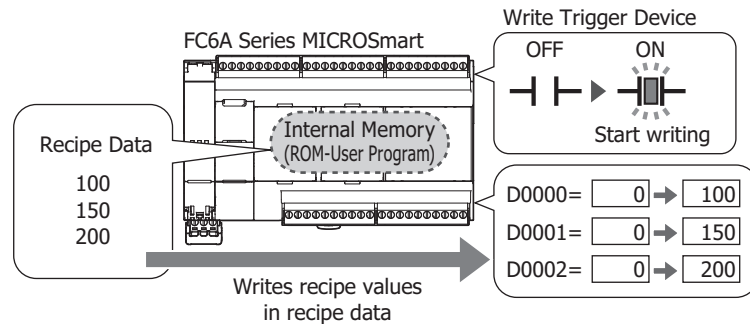 Write Trigger Device
FC6A Series MICROSmart
OFF ON
Start writing
Recipe Data
100
150
200
Internal Memory
(ROM-User Program)
D0000= 0 100
D0001= 0 150
D0002= 0 200
Writes recipe values
in recipe data